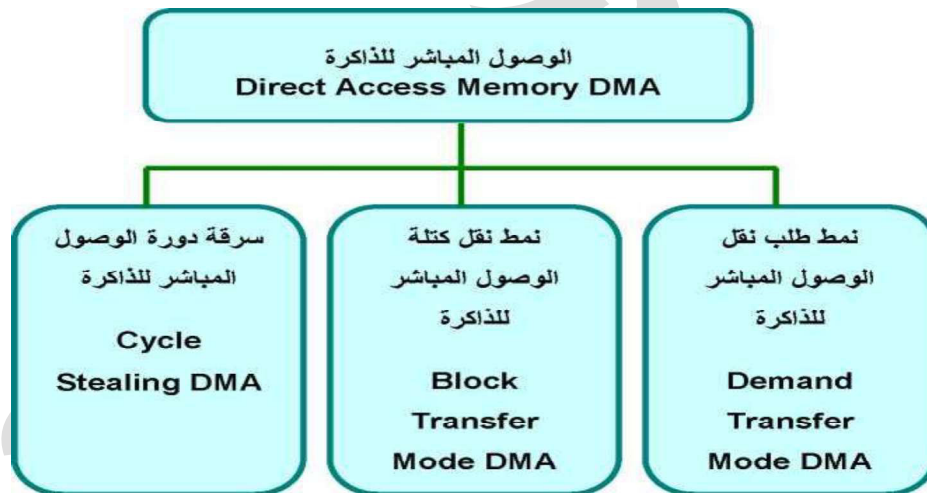 الوصول المباشر للذاكرة
Direct Access Memory DMA
سرقة دورة الوصول
المباشر للذاكرة
Cycle
Stealing DMA
نمط نقل كتلة
الوصول المباشر
للذاكرة
Block
Transfer
Mode DMA
نمط طلب نقل
الوصول المباشر
للذاكرة
Demand
Transfer
Mode DMA